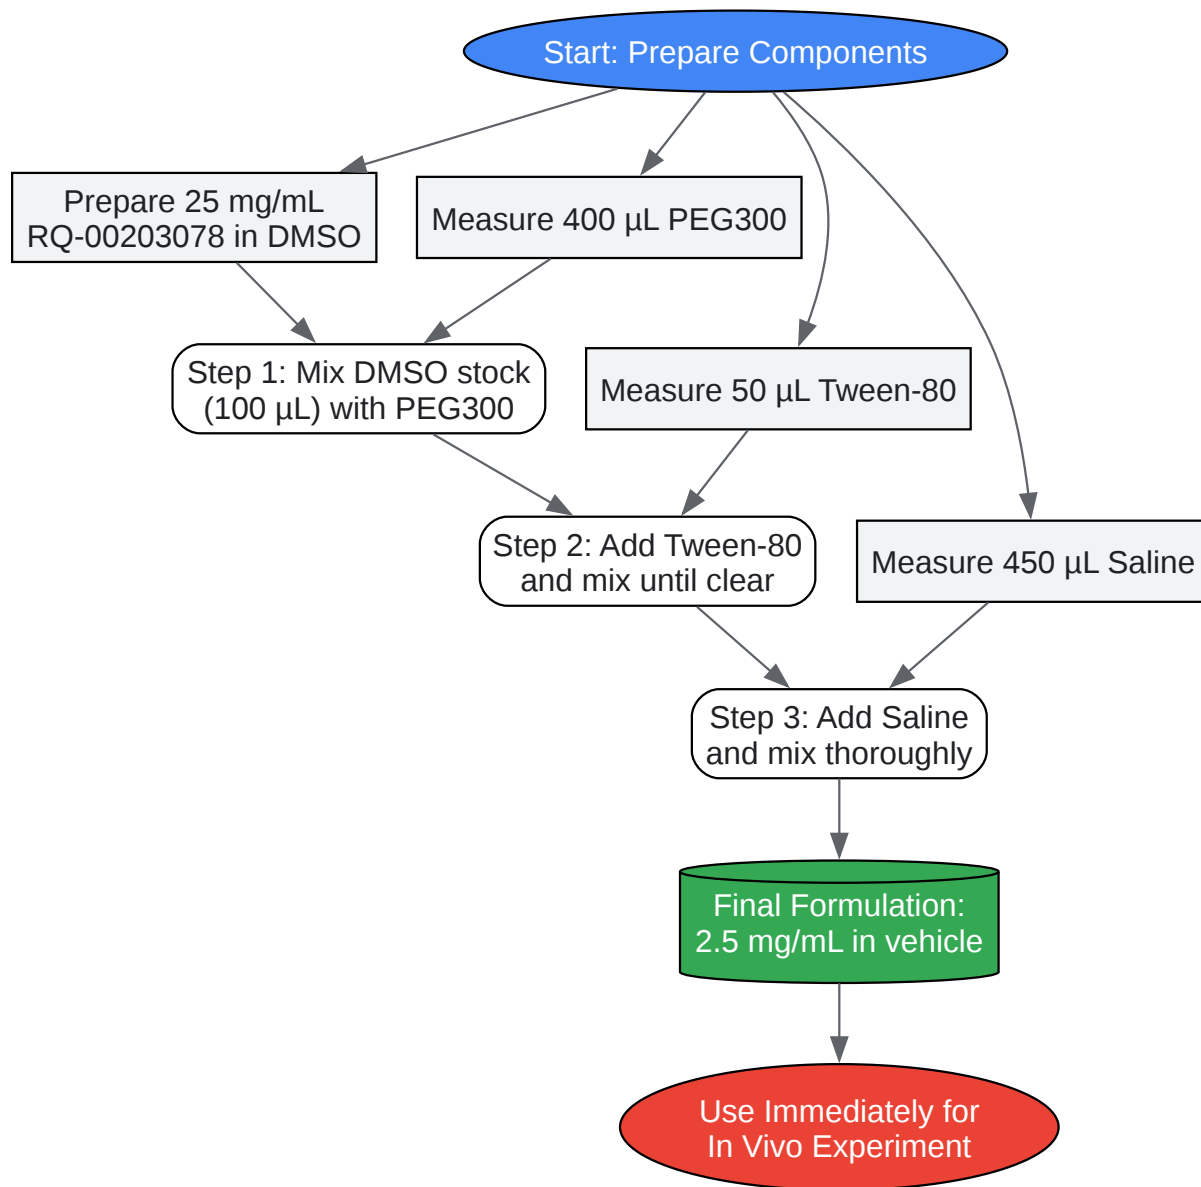 Start: Prepare Components
Prepare 25 mg/mL
RQ-00203078 in DMSO
Measure 400 µL PEG300
Step 1: Mix DMSO stock
(100 µL) with PEG300
Measure 50 µL Tween-80
Step 2: Add Tween-80
and mix until clear
Measure 450 µL Saline
Step 3: Add Saline
and mix thoroughly
Final Formulation:
2.5 mg/mL in vehicle
Use Immediately for
In Vivo Experiment